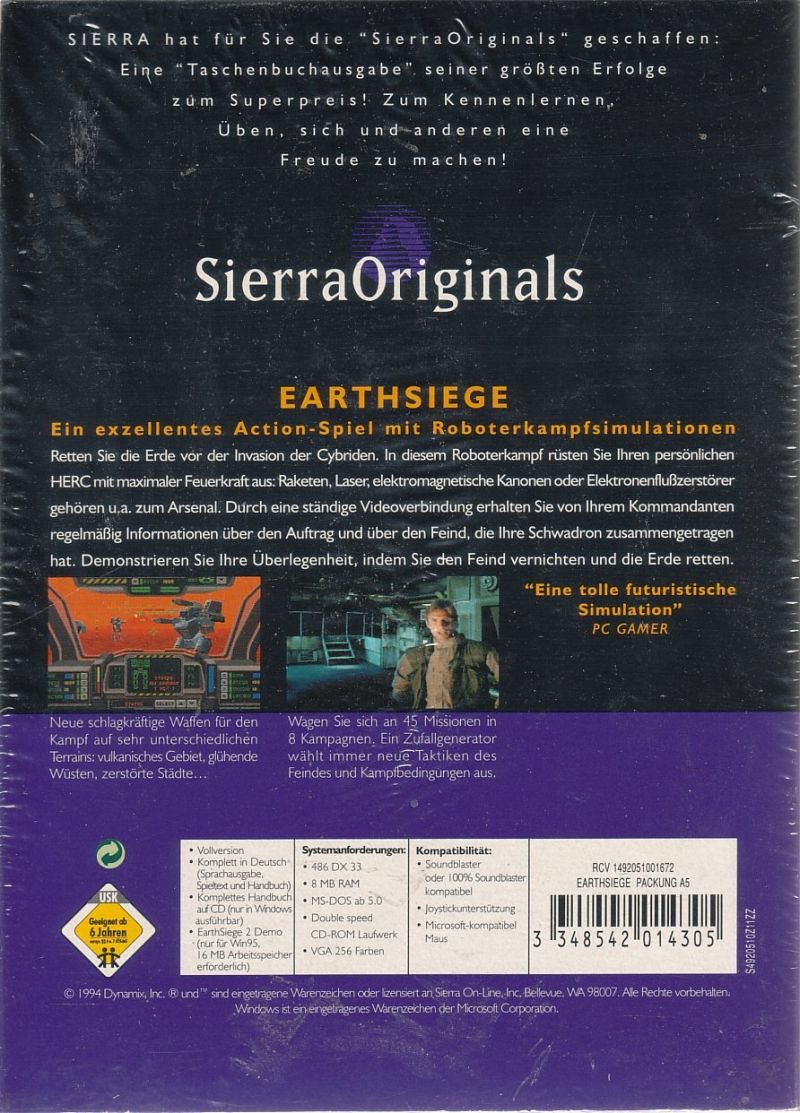 SIERRA hat für Sie die "SierraOriginals" geschaffen:
Eine "Taschenbuchausgabe" seiner größten Erfolge
zum Superpreis! Zum Kennenlernen,
Üben, sich und anderen eine
Freude zu machen!
SierraOriginals
EARTHSIEGE
Ein exzellentes Action-Spiel mit Roboterkampfsimulationen
Retten Sie die Erde vor der Invasion der Cybriden. In diesem Roboterkampf rüsten Sie Ihren persönlichen
HERC mit maximaler Feuerkraft aus: Raketen, Laser, elektromagnetische Kanonen oder Elektronenflußzerstörer
gehören u.a. zum Arsenal. Durch eine ständige Videoverbindung erhalten Sie von Ihrem Kommandanten
regelmäßig Informationen über den Auftrag und über den Feind, die Ihre Schwadron zusammengetragen
hat. Demonstrieren Sie Ihre Überlegenheit, indem Sie den Feind vernichten und die Erde retten.
"Eine tolle futuristische
Simulation"
PC GAMER
Neue schlagkräftige Waffen für den
Kampf auf sehr unterschiedlichen
Terrains: vulkanisches Gebiet, glühende
Wüsten, zerstörte Städte...
Wagen Sie sich an 45 Missionen in
8 Kampagnen. Ein Zufallgenerator
wählt immer neue Taktiken des
Feindes und Kampfbedingungen aus.
USK
Geeignet ab
6 Jahren
• Vollversion
• Komplett in Deutsch
(Sprachausgabe,
Spieltext und Handbuch)
• Komplettes Handbuch
auf CD (nur in Windows
ausführbar)
• EarthSiege 2 Demo
(nur für Win95,
16 MB Arbeitsspeicher
erforderlich)
Systemanforderungen:
• 486 DX 33
• 8 MB RAM
• MS-DOS ab 5.0
• Double speed
CD-ROM Laufwerk
• VGA 256 Farben
Kompatibilität:
• Soundblaster
oder 100% Soundblaster
kompatibel
• Joystickunterstützung
• Microsoft-kompatibel
Maus
RCV 1492051001672
EARTHSIEGE PACKUNG A5
3 348542 014305
S4920510Z11ZZ
© 1994 Dynamix, Inc. ® und ™ sind eingetragene Warenzeichen oder lizensiert an Sierra On-Line, Inc, Bellevue, WA 98007. Alle Rechte vorbehalten.
Windows ist ein eingetragenes Warenzeichen der Microsoft Corporation.